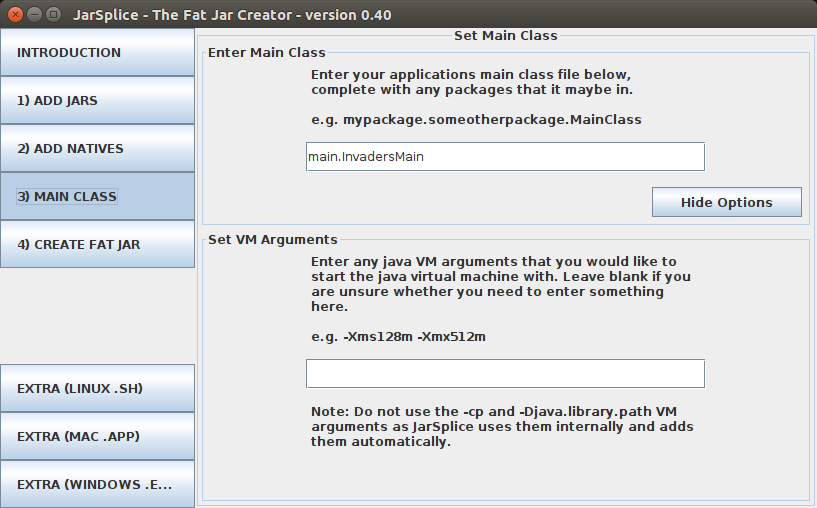 JarSplice - The Fat Jar Creator - version 0.40
INTRODUCTION
1) ADD JARS
2) ADD NATIVES
3) MAIN CLASS
4) CREATE FAT JAR
EXTRA (LINUX .SH)
EXTRA (MAC .APP)
EXTRA (WINDOWS .E...
Set Main Class
Enter Main Class
Enter your applications main class file below,
complete with any packages that it maybe in.
e.g. mypackage.someotherpackage.MainClass
main.InvadersMain
Hide Options
Set VM Arguments
Enter any java VM arguments that you would like to
start the java virtual machine with. Leave blank if you
are unsure whether you need to enter something
here.
e.g. -Xms128m -Xmx512m
Note: Do not use the -cp and -Djava.library.path VM
arguments as JarSplice uses them internally and adds
them automatically.